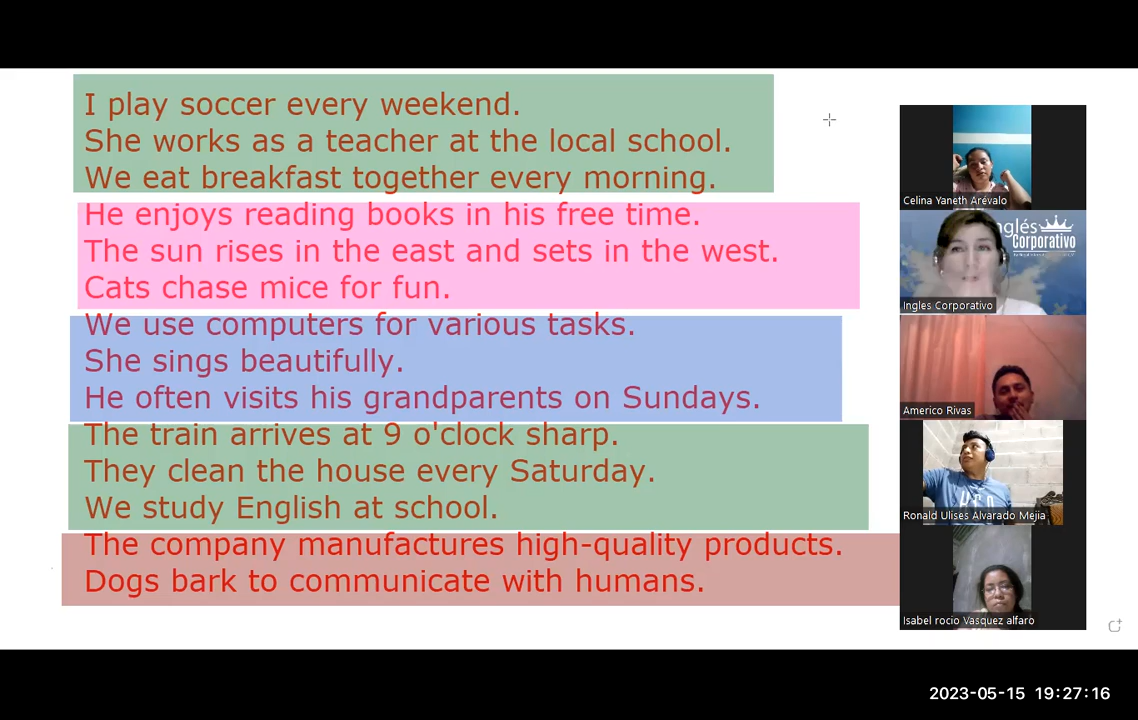 I play soccer every weekend.
She works as a teacher at the local school.
We eat breakfast together every morning.
He enjoys reading books in his free time.
The sun rises in the east and sets in the west.
Cats chase mice for fun.
We use computers for various tasks.
She sings beautifully.
He often visits his grandparents on Sundays.
The train arrives at 9 o'clock sharp.
They clean the house every Saturday.
We study English at school.
The company manufactures high-quality products.
Dogs bark to communicate with humans.
Celina Yaneth Arévalo
Inglés
Corporativo
Ingles Corporativo
Americo Rivas
Ronald Ulises Alvarado Mejia
Isabel rocio Vasquez alfaro
2023-05-15 19:27:16